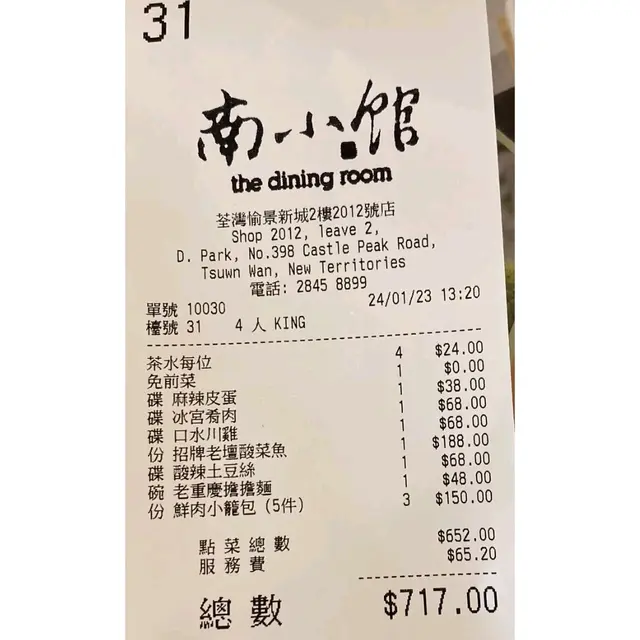 31
南小館
the dining room
荃灣愉景新城2樓2012號店
Shop 2012, leave 2,
D. Park, No.398 Castle Peak Road,
Tsuwn Wan, New Territories
電話: 2845 8899
單號 10030 24/01/23 13:20
檯號 31 4 人 KING
茶水每位 4 $24.00
免前菜 1 $0.00
碟 麻辣皮蛋 1 $38.00
碟 冰宮肴肉 1 $68.00
碟 口水川雞 1 $68.00
份 招牌老壇酸菜魚 1 $188.00
碟 酸辣土豆絲 1 $68.00
碗 老重慶擔擔麵 1 $48.00
份 鮮肉小籠包 (5件) 3 $150.00
點菜總數 $652.00
服務費 $65.20
總數 $717.00